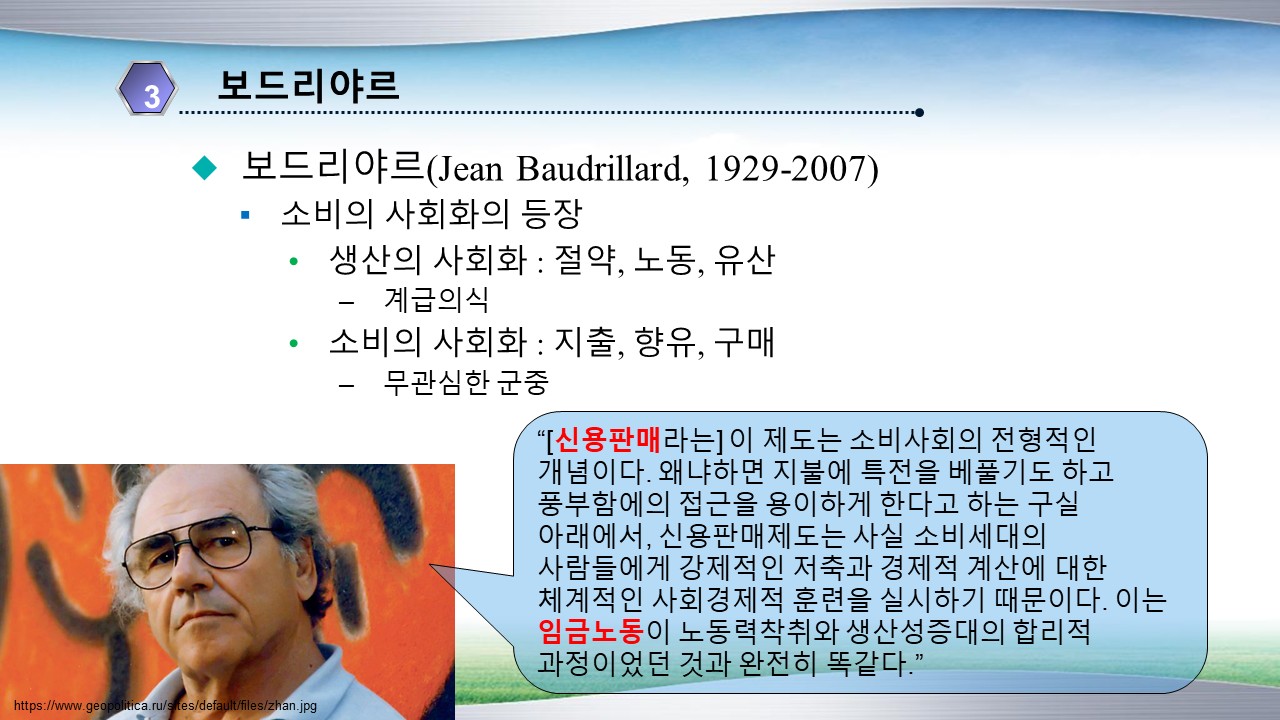 3
보드리야르
보드리야르(Jean Baudrillard, 1929-2007)
소비의 사회화의 등장
생산의 사회화 : 절약, 노동, 유산
– 계급의식
소비의 사회화 : 지출, 향유, 구매
– 무관심한 군중
“[신용판매라는] 이 제도는 소비사회의 전형적인
개념이다. 왜냐하면 지불에 특전을 베풀기도 하고
풍부함에의 접근을 용이하게 한다고 하는 구실
아래에서, 신용판매제도는 사실 소비세대의
사람들에게 강제적인 저축과 경제적 계산에 대한
체계적인 사회경제적 훈련을 실시하기 때문이다. 이는
임금노동이 노동력착취와 생산성증대의 합리적
과정이었던 것과 완전히 똑같다.”
https://www.geopolitica.ru/sites/default/files/zhan.jpg